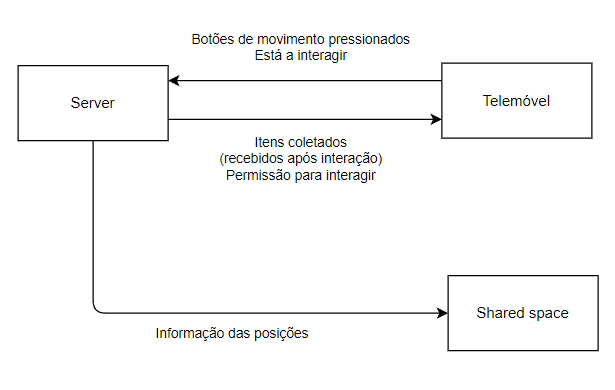 Botões de movimento pressionados
Está a interagir
Server
Telemóvel
Itens coletados
(recebidos após interação)
Permissão para interagir
Shared space
Informação das posições